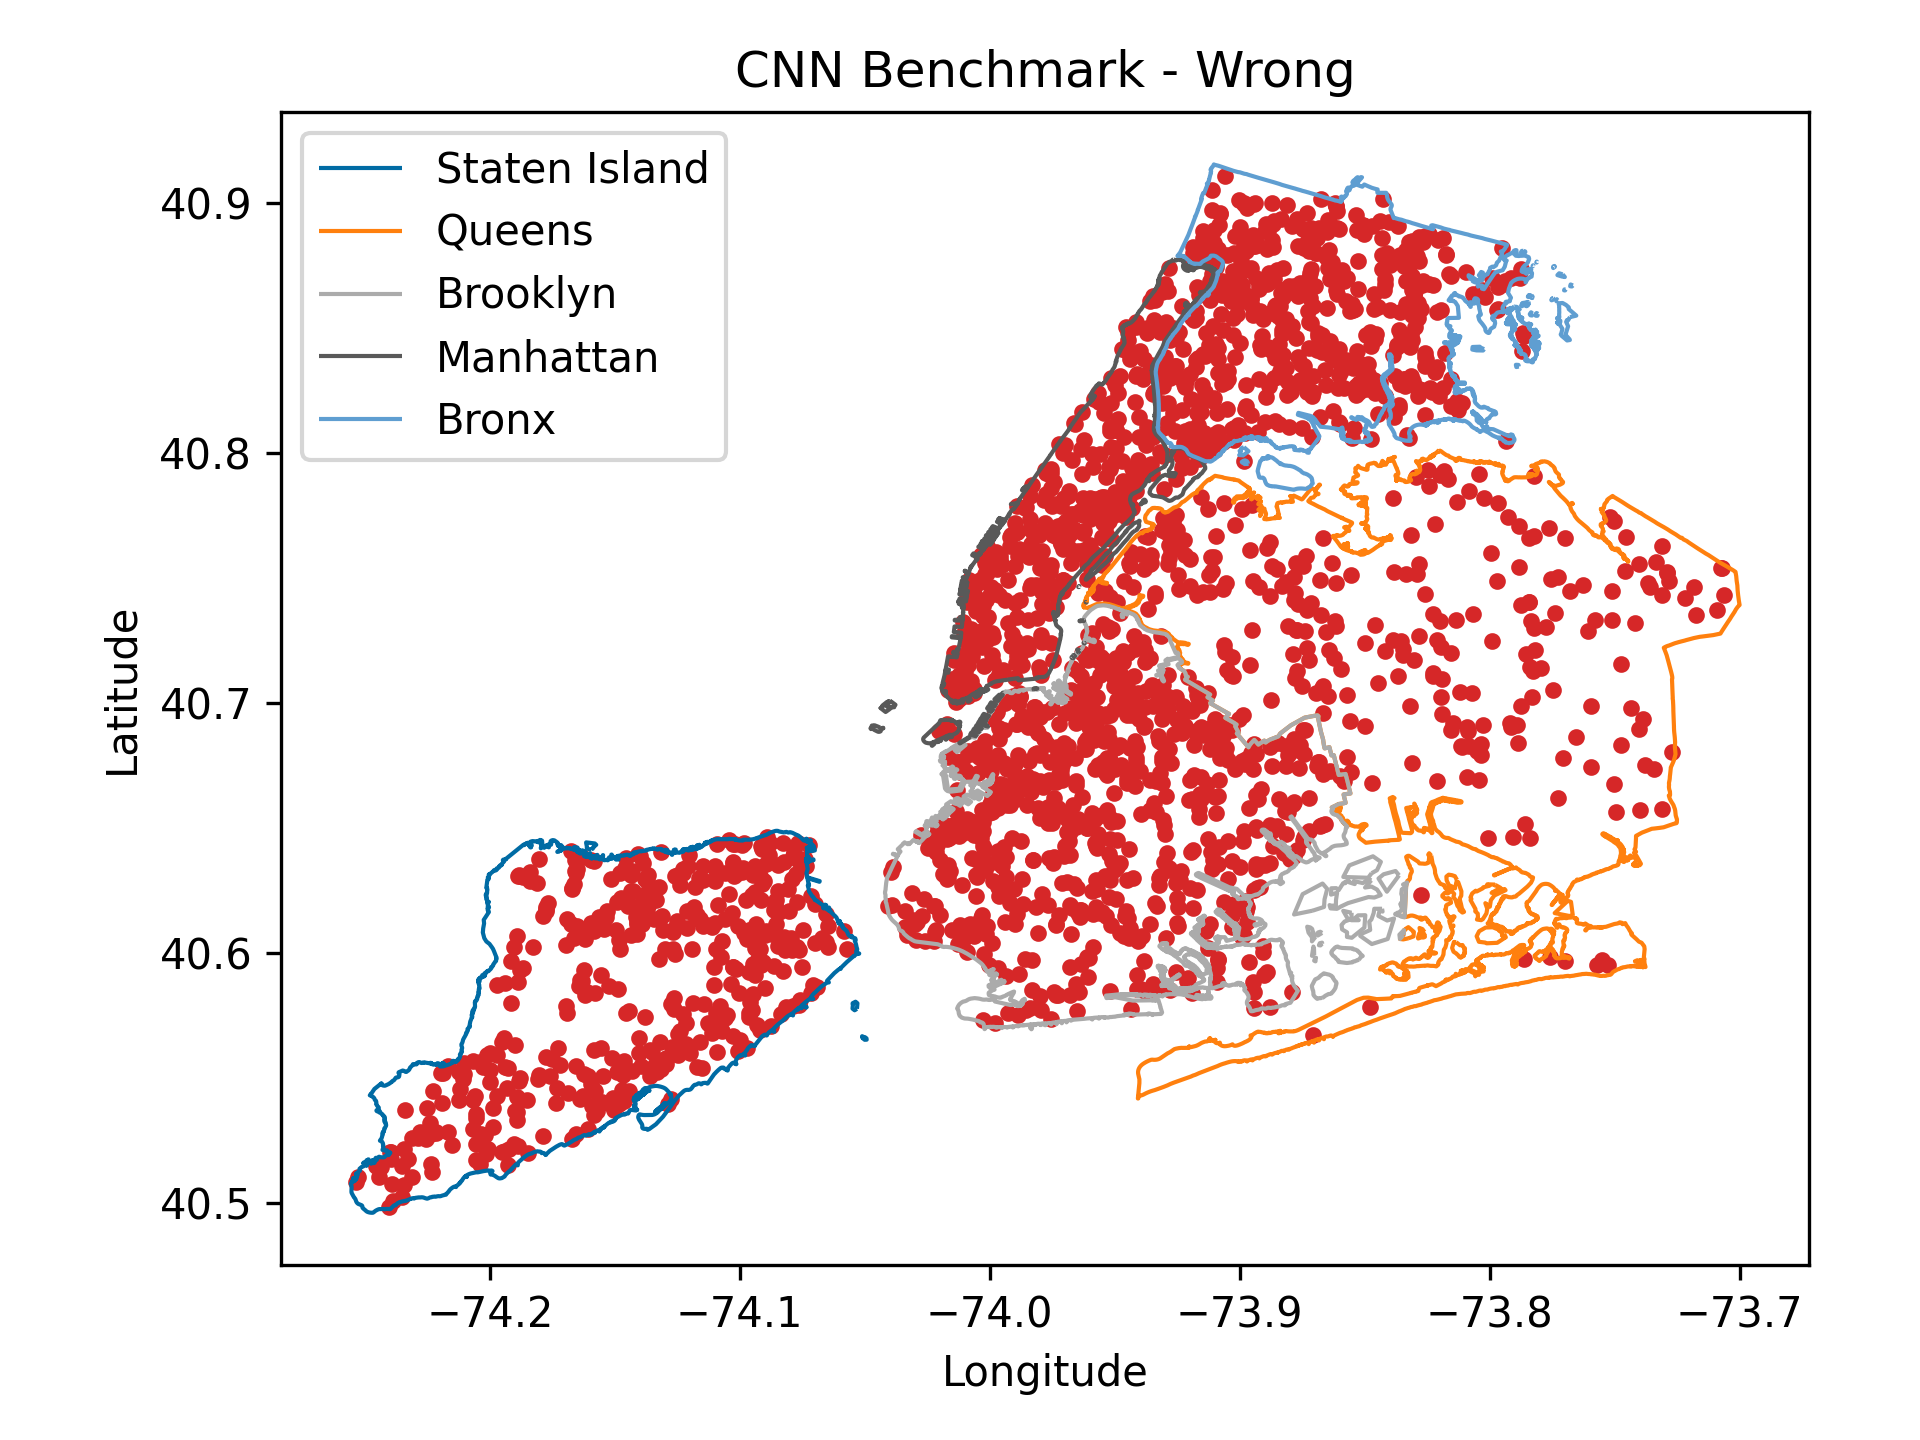 CNN Benchmark - Wrong
Staten Island
Queens
Brooklyn
Manhattan
Bronx
40.9
40.8
40.7
40.6
40.5
Latitude
−74.2
−74.1
−74.0
−73.9
−73.8
−73.7
Longitude